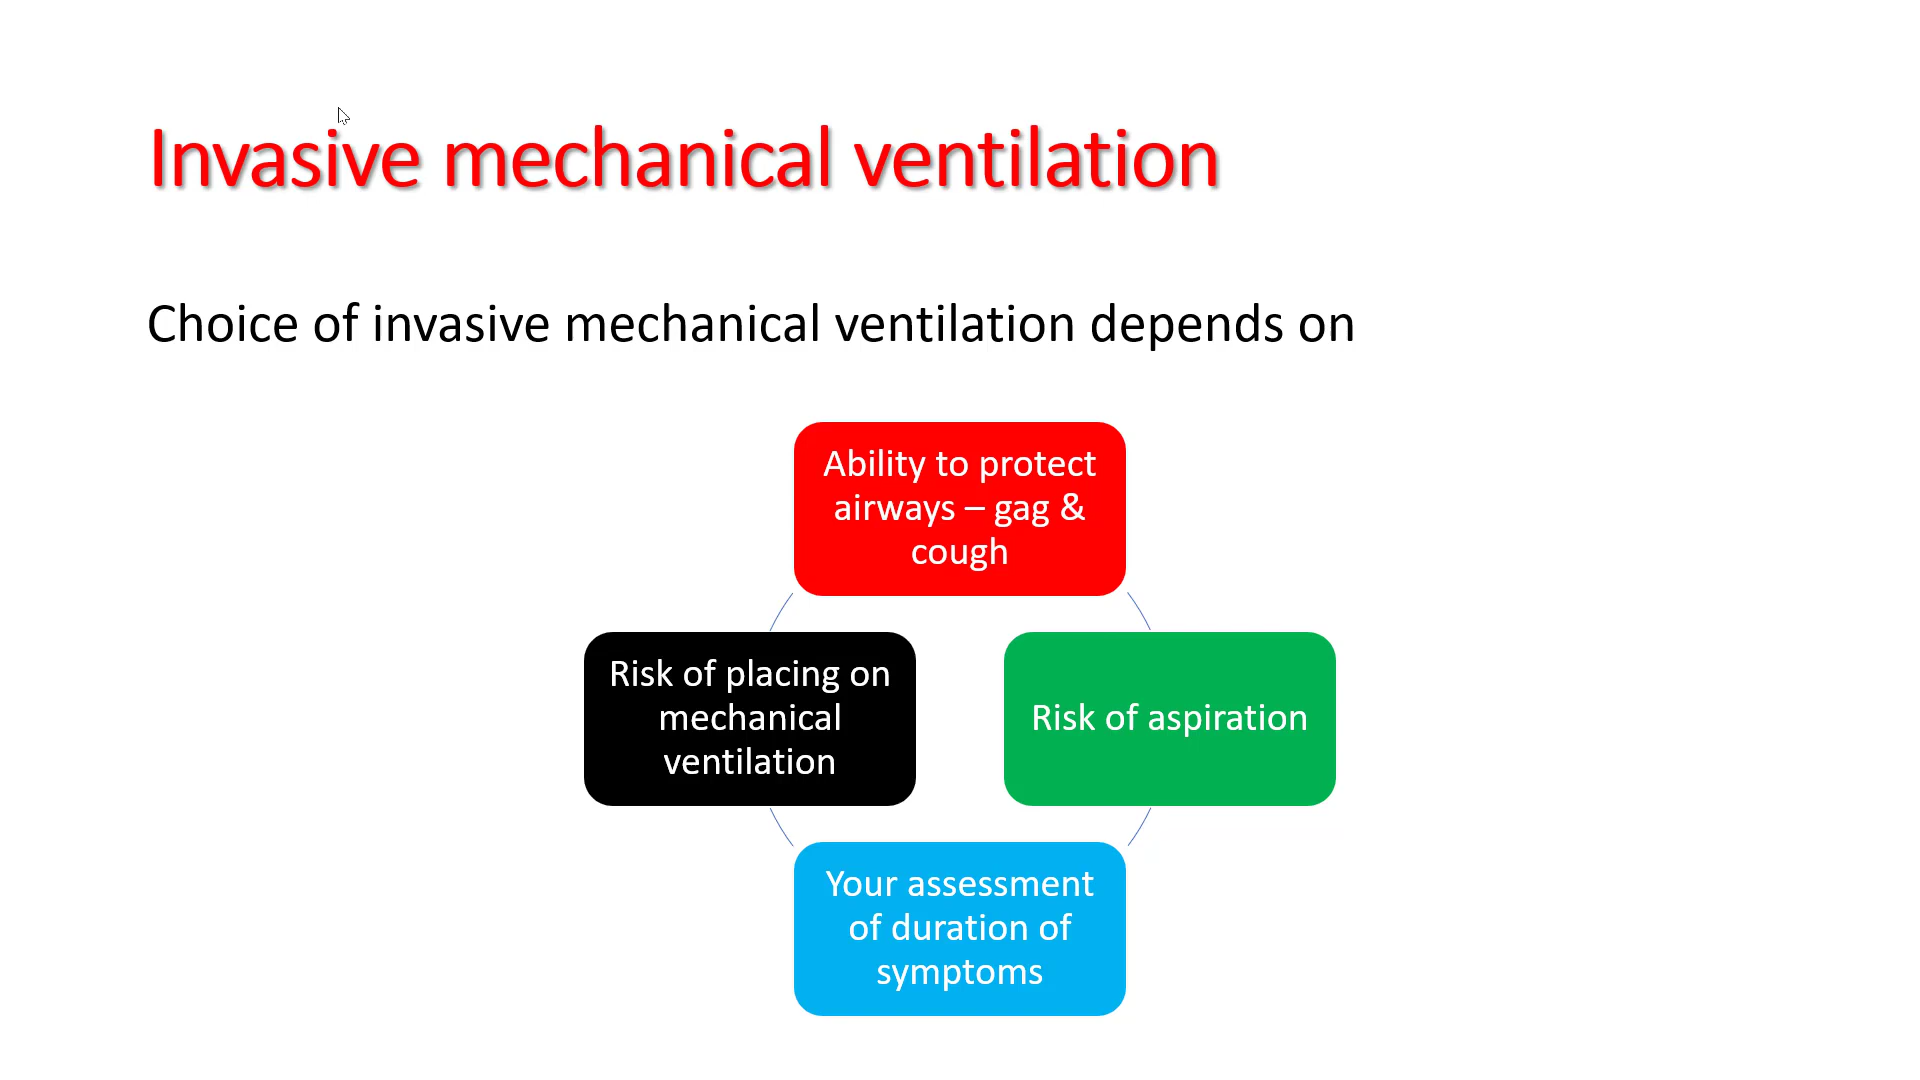 Invasive mechanical ventilation
Choice of invasive mechanical ventilation depends on
Ability to protect
airways – gag &
cough
Risk of placing on
mechanical
ventilation
Risk of aspiration
Your assessment
of duration of
symptoms